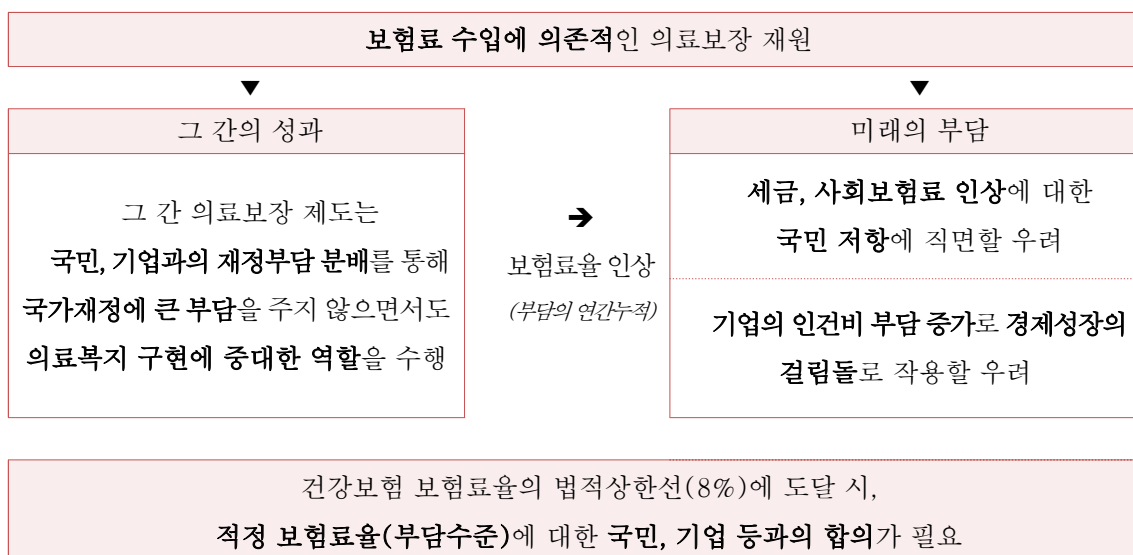 보험료 수입에 의존적인 의료보장 재원
▼ ▼
그 간의 성과
그 간 의료보장 제도는
국민, 기업과의 재정부담 분배를 통해
국가재정에 큰 부담을 주지 않으면서도
의료복지 구현에 중대한 역할을 수행
➔
보험료율 인상
(부담의 연간누적)
미래의 부담
세금, 사회보험료 인상에 대한
국민 저항에 직면할 우려
기업의 인건비 부담 증가로 경제성장의
걸림돌로 작용할 우려
건강보험 보험료율의 법적상한선(8%)에 도달 시,
적정 보험료율(부담수준)에 대한 국민, 기업 등과의 합의가 필요